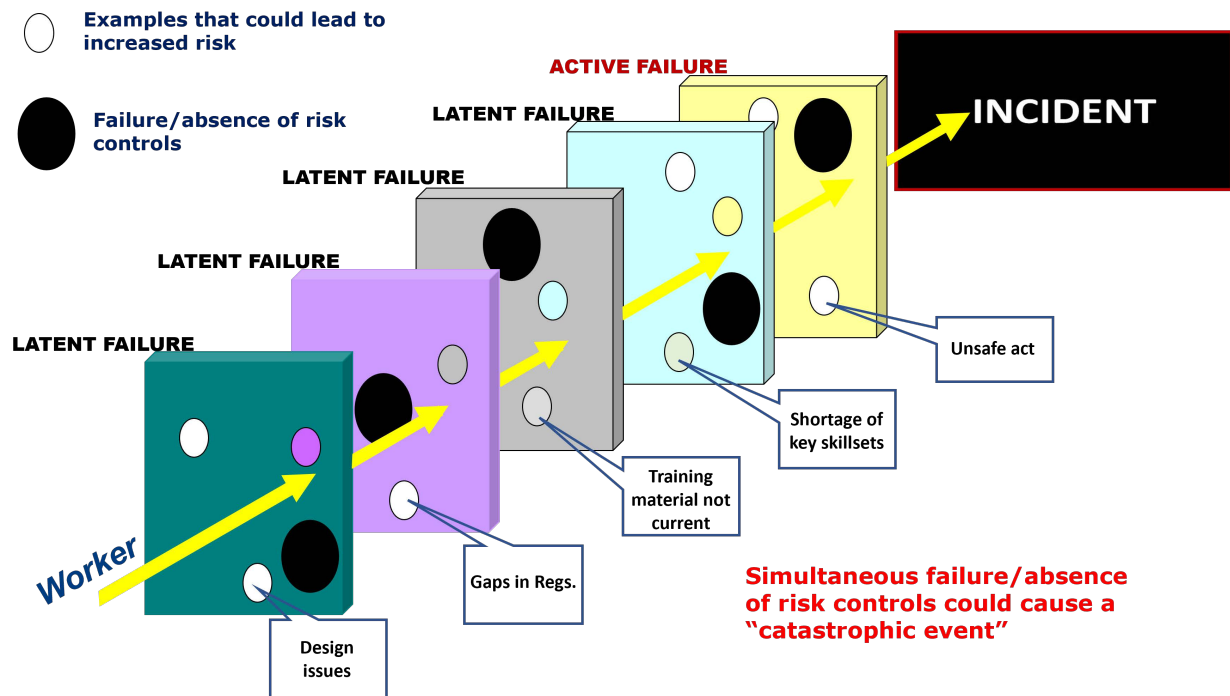 Examples that could lead to
increased risk
Failure/absence of risk
controls
ACTIVE FAILURE
LATENT FAILURE
LATENT FAILURE
LATENT FAILURE
LATENT FAILURE
INCIDENT
Worker
Unsafe act
Shortage of
key skillsets
Training
material not
current
Gaps in Regs.
Design
issues
Simultaneous failure/absence
of risk controls could cause a
“catastrophic event”